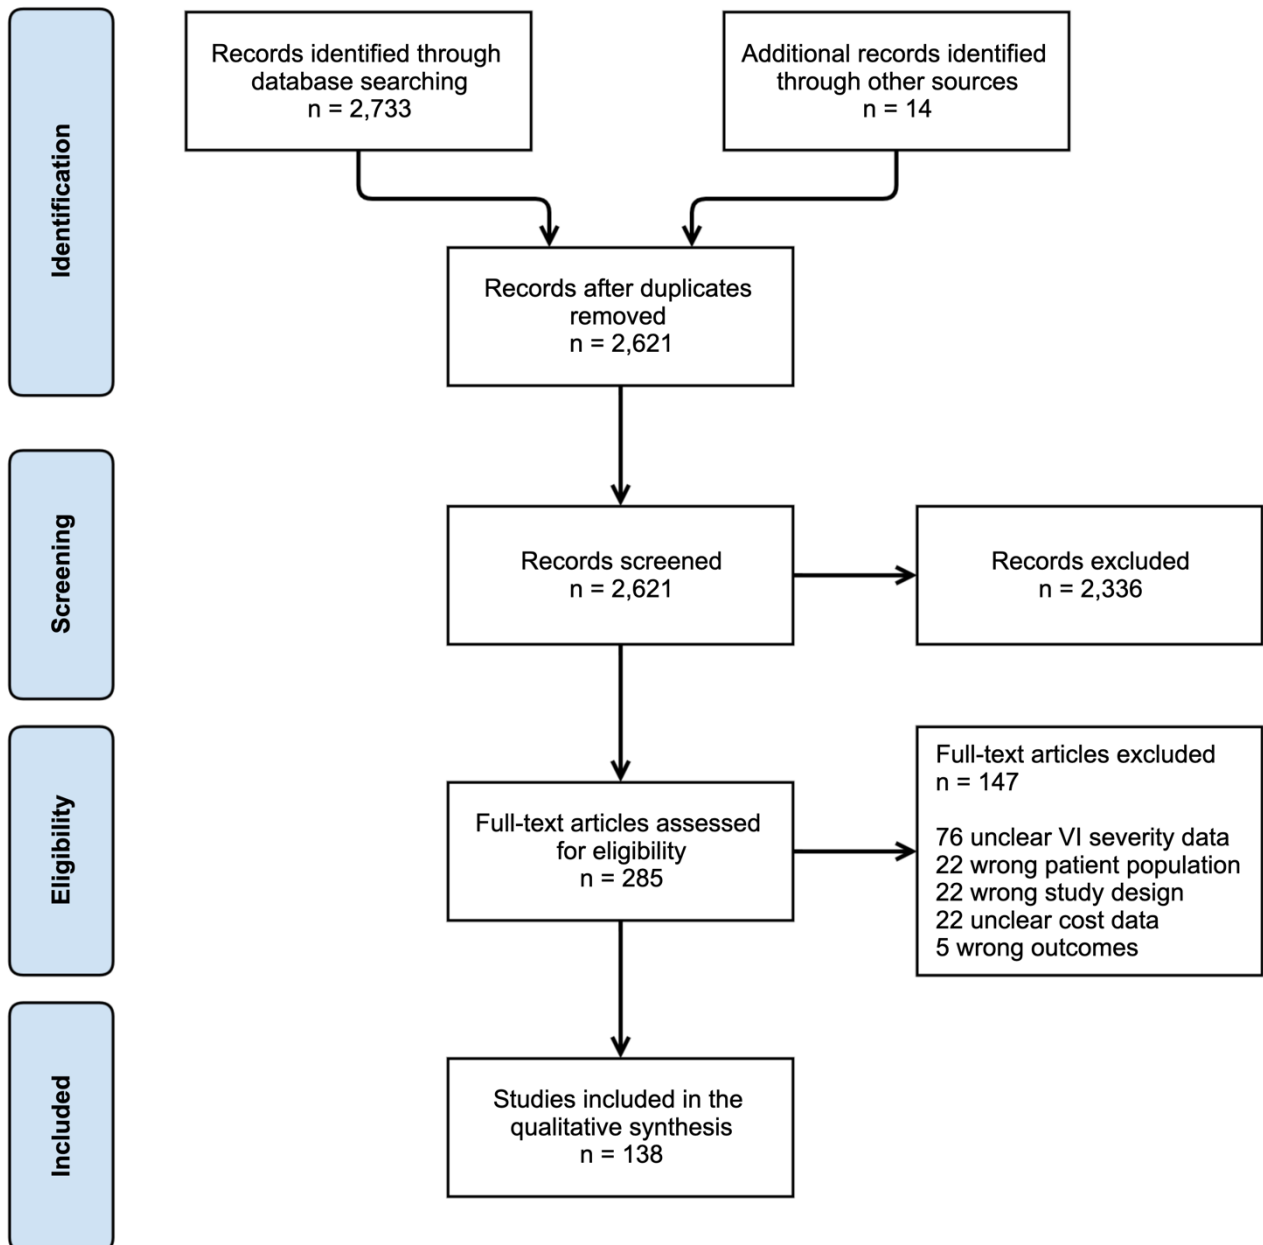 Identification
Records identified through
database searching
n = 2,733
Additional records identified
through other sources
n = 14
Records after duplicates
removed
n = 2,621
Screening
Records screened
n = 2,621
Records excluded
n = 2,336
Eligibility
Full-text articles assessed
for eligibility
n = 285
Full-text articles excluded
n = 147
76 unclear VI severity data
22 wrong patient population
22 wrong study design
22 unclear cost data
5 wrong outcomes
Included
Studies included in the
qualitative synthesis
n = 138